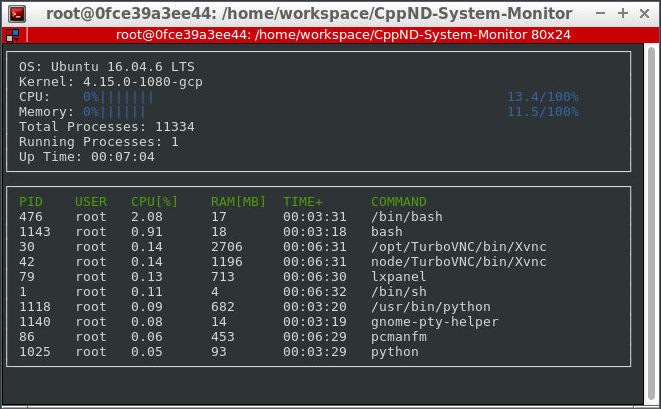 root@0fce39a3ee44: /home/workspace/CppND-System-Monitor
root@0fce39a3ee44: /home/workspace/CppND-System-Monitor 80x24
OS: Ubuntu 16.04.6 LTS
Kernel: 4.15.0-1080-gcp
CPU: 0%||||||| 13.4/100%
Memory: 0%|||||| 11.5/100%
Total Processes: 11334
Running Processes: 1
Up Time: 00:07:04
PID USER CPU[%] RAM[MB] TIME+ COMMAND
476 root 2.08 17 00:03:31 /bin/bash
1143 root 0.91 18 00:03:18 bash
30 root 0.14 2706 00:06:31 /opt/TurboVNC/bin/Xvnc
42 root 0.14 1196 00:06:31 node/TurboVNC/bin/Xvnc
79 root 0.13 713 00:06:30 lxpanel
1 root 0.11 4 00:06:32 /bin/sh
1118 root 0.09 682 00:03:20 /usr/bin/python
1140 root 0.08 14 00:03:19 gnome-pty-helper
86 root 0.06 453 00:06:29 pcmanfm
1025 root 0.05 93 00:03:29 python